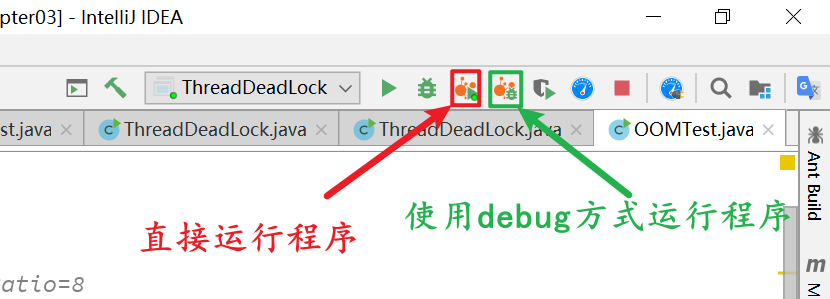 pter03] - IntelliJ IDEA
ThreadDeadLock
st.java
ThreadDeadLock.java
ThreadDeadLock.java
OOMTest.java
Ant Build
直接运行程序
使用debug方式运行程序
atio=8
m
M